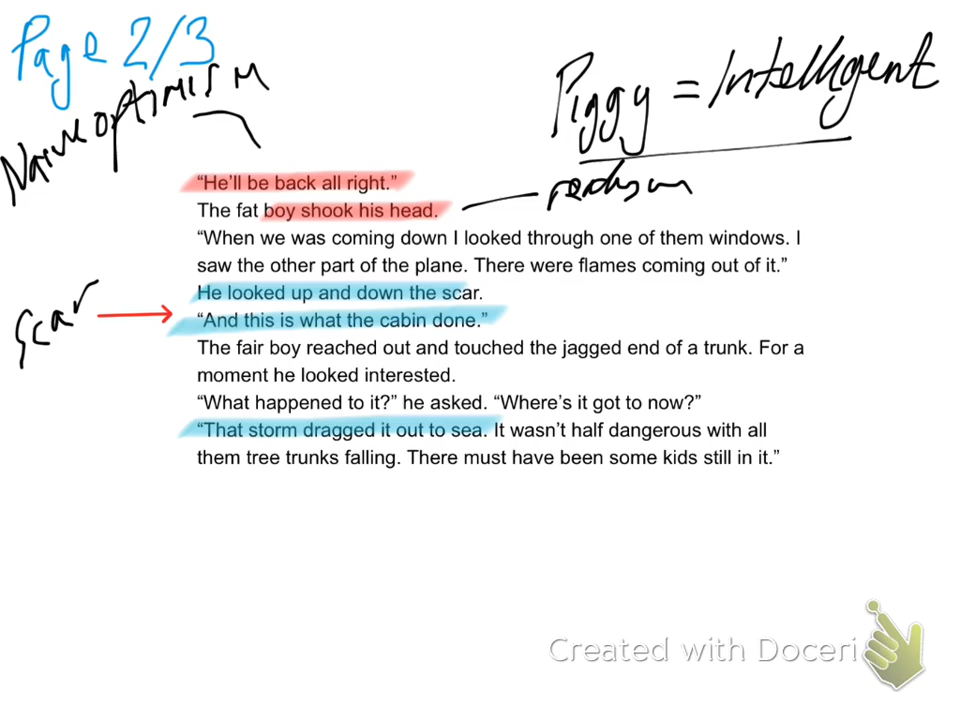 Page 2/3
Naive optimism
Piggy = Intelligent
realism
"He'll be back all right."
The fat boy shook his head.
"When we was coming down I looked through one of them windows. I
saw the other part of the plane. There were flames coming out of it."
He looked up and down the scar.
Scar
"And this is what the cabin done."
The fair boy reached out and touched the jagged end of a trunk. For a
moment he looked interested.
"What happened to it?" he asked. "Where's it got to now?"
"That storm dragged it out to sea. It wasn't half dangerous with all
them tree trunks falling. There must have been some kids still in it."
Created with Doceri